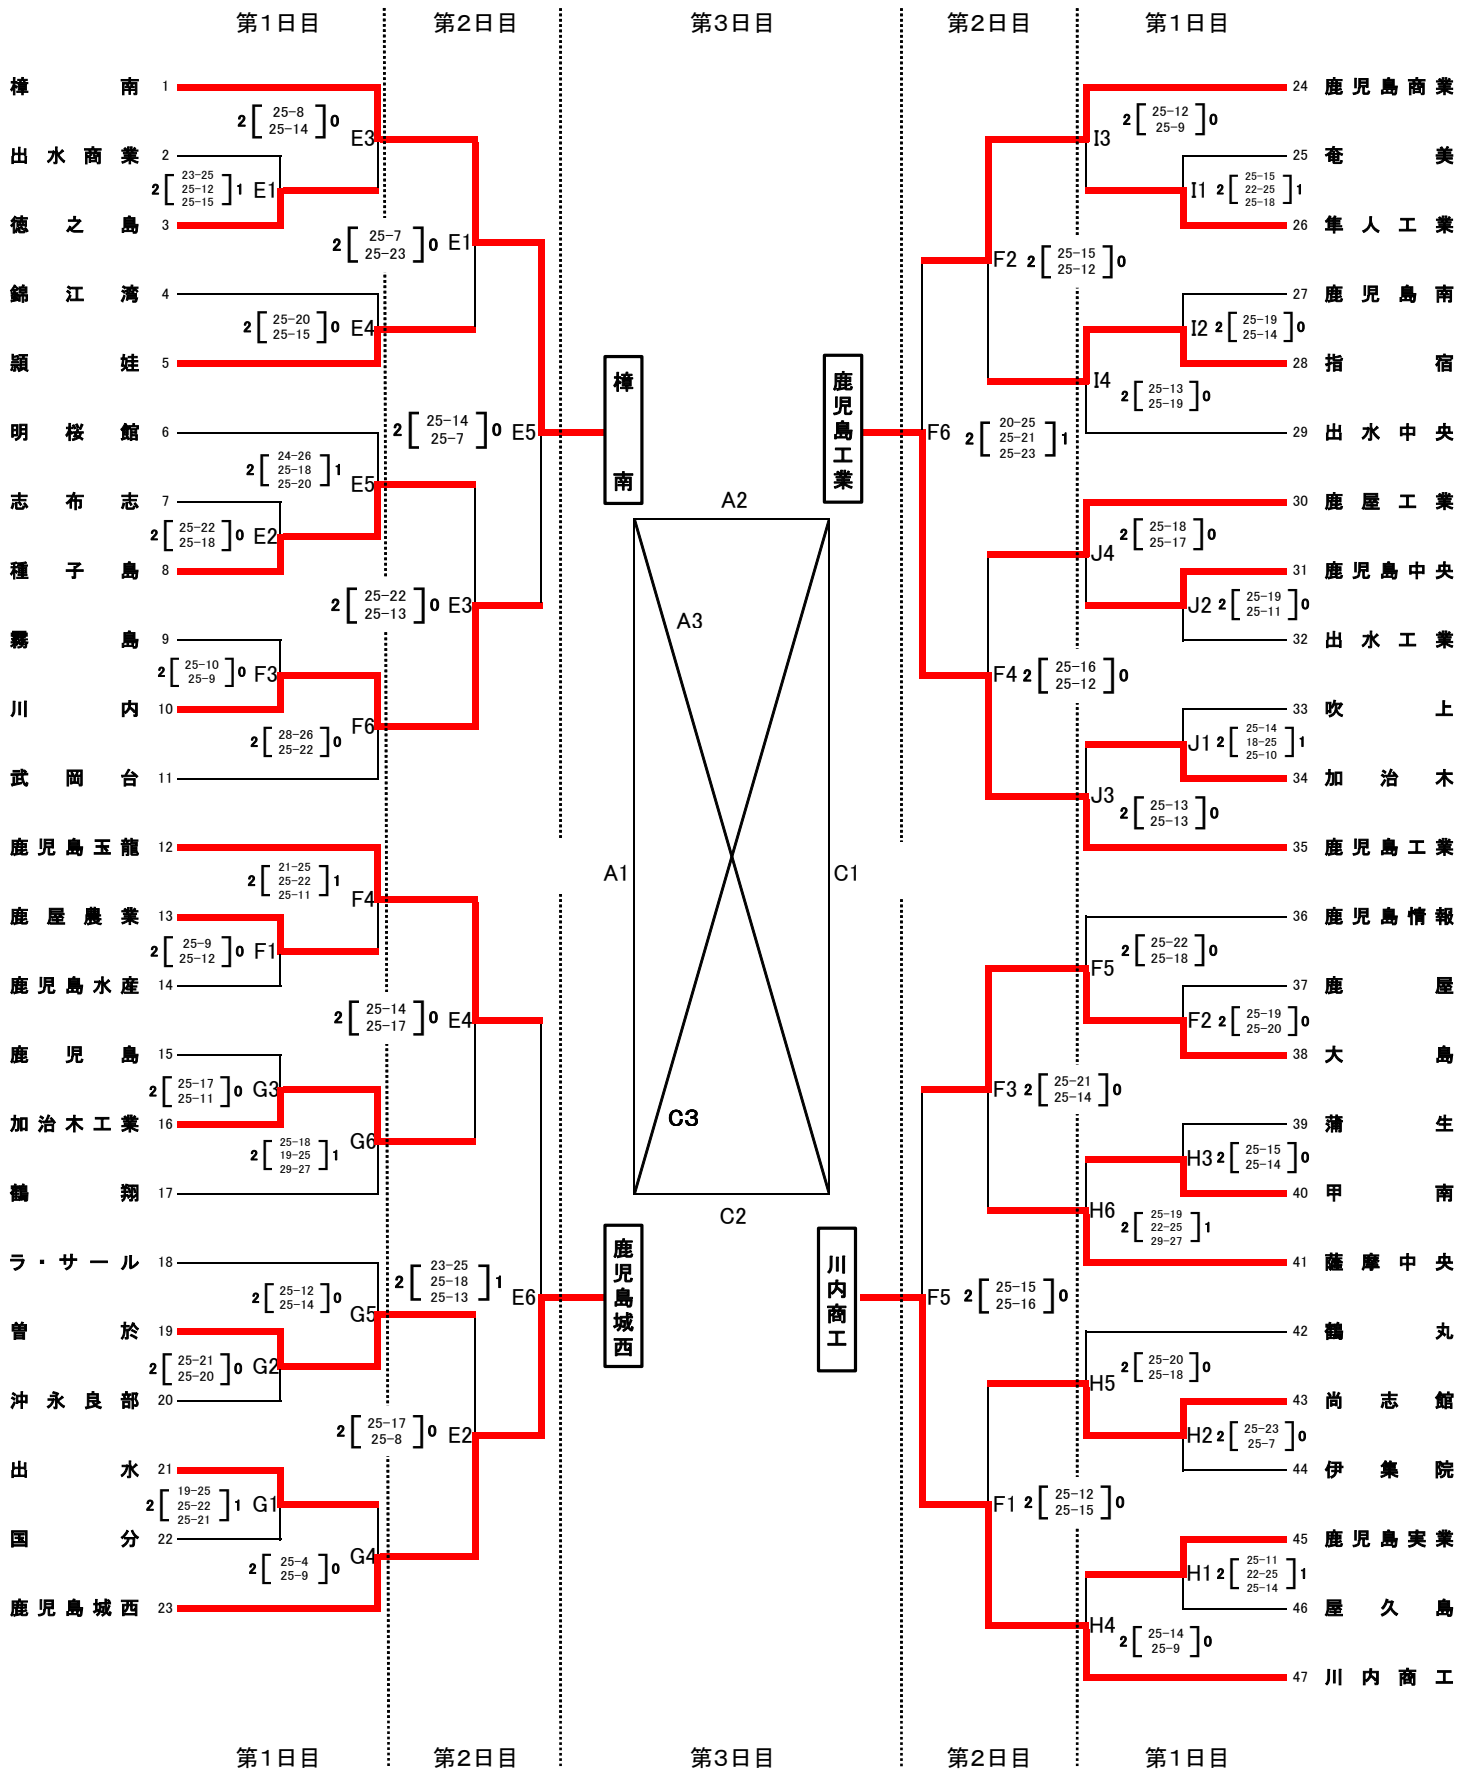 第1日目 第2日目 第3日目 第2日目 第1日目
樟南 1
出水商業 2
徳之島 3
錦江湾 4
頴娃 5
明桜館 6
志布志 7
種子島 8
霧島 9
川内 10
武岡台 11
鹿児島玉龍 12
鹿屋農業 13
鹿児島水産 14
鹿児島 15
加治木工業 16
鶴翔 17
ラ・サール 18
曽於 19
沖永良部 20
出水 21
国分 22
鹿児島城西 23
2 [ 25-8
25-14 ] 0 E3
2 [ 23-25
25-12
25-15 ] 1 E1
2 [ 25-20
25-15 ] 0 E4
2 [ 24-26
25-18
25-20 ] 1 E5
2 [ 25-22
25-18 ] 0 E2
2 [ 25-10
25-9 ] 0 F3
2 [ 28-26
25-22 ] 0 F6
2 [ 21-25
25-22
25-11 ] 1 F4
2 [ 25-9
25-12 ] 0 F1
2 [ 25-17
25-11 ] 0 G3
2 [ 25-18
19-25
29-27 ] 1 G6
2 [ 25-12
25-14 ] 0 G5
2 [ 25-21
25-20 ] 0 G2
2 [ 19-25
25-22
25-21 ] 1 G1
2 [ 25-4
25-9 ] 0 G4
2 [ 25-7
25-23 ] 0 E1
2 [ 25-14
25-7 ] 0 E5
2 [ 25-22
25-13 ] 0 E3
2 [ 25-14
25-17 ] 0 E4
2 [ 23-25
25-18
25-13 ] 1 E6
2 [ 25-17
25-8 ] 0 E2
樟南
鹿児島工業
A2
A3
A1
C1
C3
C2
鹿児島城西
川内商工
F2 2 [ 25-15
25-12 ] 0
F6 2 [ 20-25
25-21
25-23 ] 1
F4 2 [ 25-16
25-12 ] 0
F3 2 [ 25-21
25-14 ] 0
F5 2 [ 25-15
25-16 ] 0
F1 2 [ 25-12
25-15 ] 0
I3 2 [ 25-12
25-9 ] 0
I1 2 [ 25-15
22-25
25-18 ] 1
I2 2 [ 25-19
25-14 ] 0
I4 2 [ 25-13
25-19 ] 0
J4 2 [ 25-18
25-17 ] 0
J2 2 [ 25-19
25-11 ] 0
J1 2 [ 25-14
18-25
25-10 ] 1
J3 2 [ 25-13
25-13 ] 0
F5 2 [ 25-22
25-18 ] 0
F2 2 [ 25-19
25-20 ] 0
H3 2 [ 25-15
25-14 ] 0
H6 2 [ 25-19
22-25
29-27 ] 1
H5 2 [ 25-20
25-18 ] 0
H2 2 [ 25-23
25-7 ] 0
H1 2 [ 25-11
22-25
25-14 ] 1
H4 2 [ 25-14
25-9 ] 0
24 鹿児島商業
25 奄美
26 隼人工業
27 鹿児島南
28 指宿
29 出水中央
30 鹿屋工業
31 鹿児島中央
32 出水工業
33 吹上
34 加治木
35 鹿児島工業
36 鹿児島情報
37 鹿屋
38 大島
39 蒲生
40 甲南
41 薩摩中央
42 鶴丸
43 尚志館
44 伊集院
45 鹿児島実業
46 屋久島
47 川内商工
第1日目 第2日目 第3日目 第2日目 第1日目